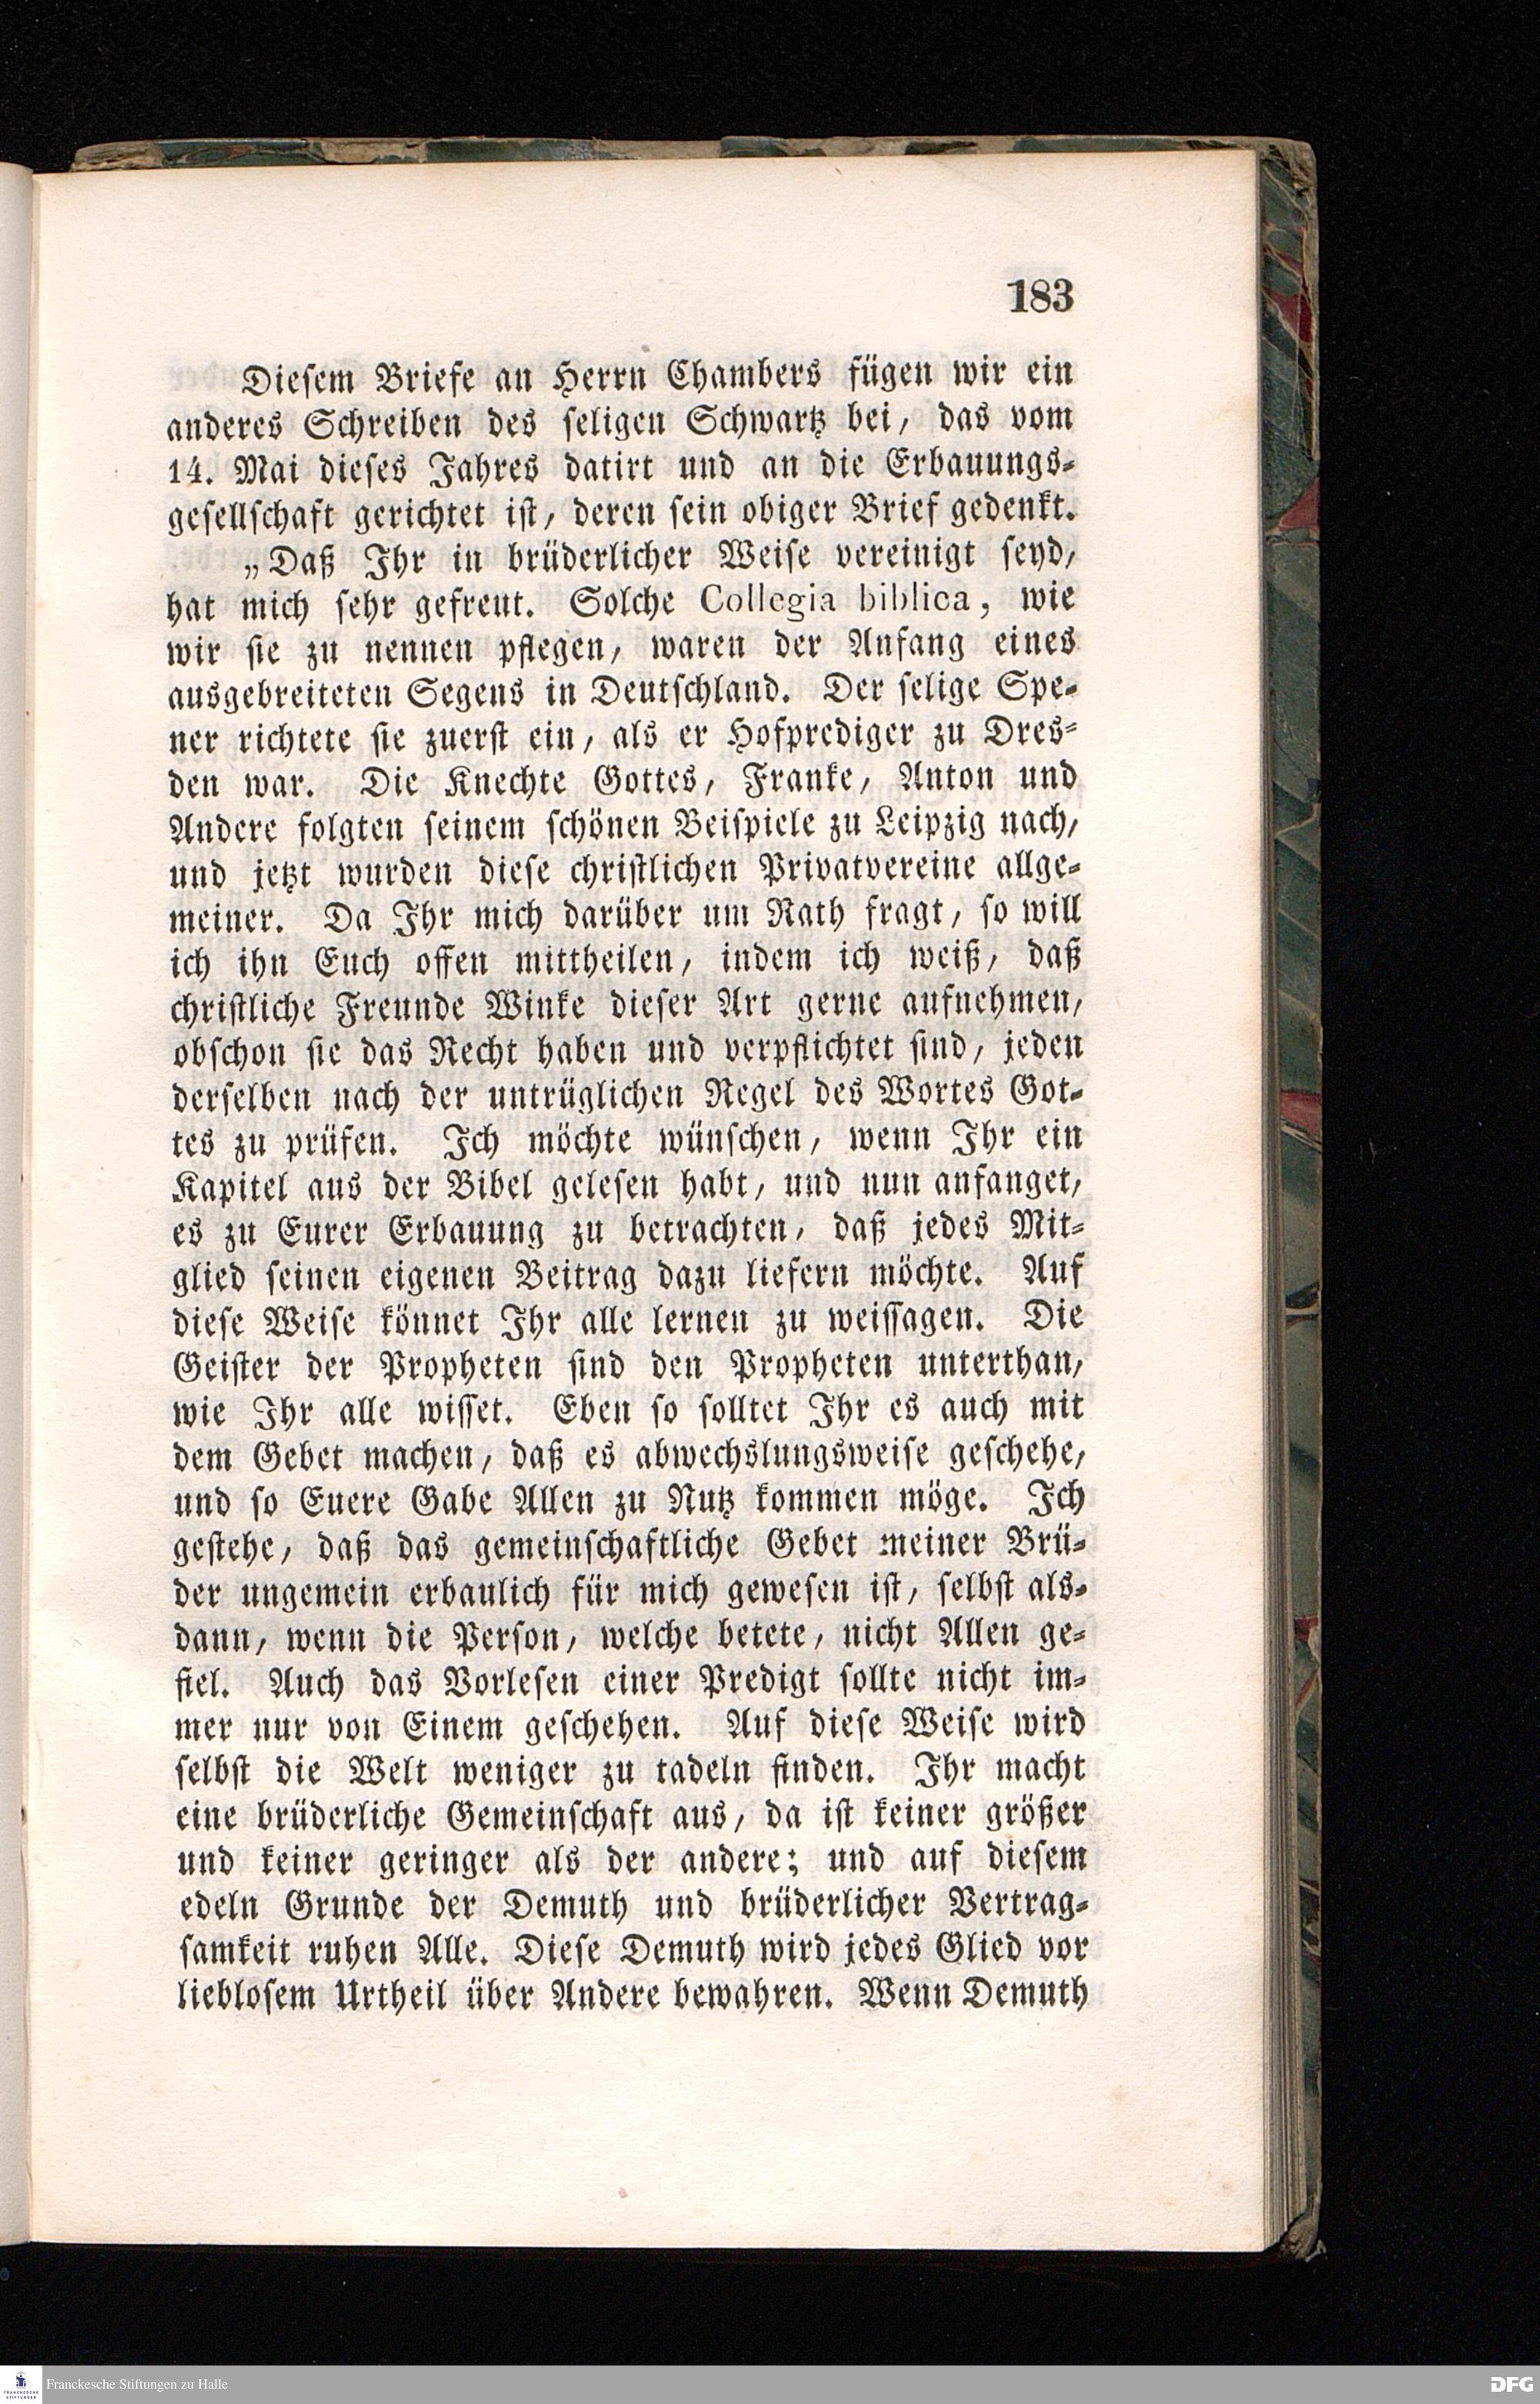 183
Diesem Briefe an Herrn Chambers fügen wir ein
anderes Schreiben des seligen Schwartz bei, das vom
14. Mai dieses Jahres datirt und an die Erbauungs-
gesellschaft gerichtet ist, deren sein obiger Brief gedenkt.
„Daß Ihr in brüderlicher Weise vereinigt seyd,
hat mich sehr gefreut. Solche Collegia biblica, wie
wir sie zu nennen pflegen, waren der Anfang eines
ausgebreiteten Segens in Deutschland. Der selige Spe-
ner richtete sie zuerst ein, als er Hofprediger zu Dres-
den war. Die Knechte Gottes, Franke, Anton und
Andere folgten seinem schönen Beispiele zu Leipzig nach,
und jetzt wurden diese christlichen Privatvereine allge-
meiner. Da Ihr mich darüber um Rath fragt, so will
ich ihn Euch offen mittheilen, indem ich weiß, daß
christliche Freunde Winke dieser Art gerne aufnehmen,
obschon sie das Recht haben und verpflichtet sind, jeden
derselben nach der untrüglichen Regel des Wortes Got-
tes zu prüfen. Ich möchte wünschen, wenn Ihr ein
Kapitel aus der Bibel gelesen habt, und nun anfanget,
es zu Eurer Erbauung zu betrachten, daß jedes Mit-
glied seinen eigenen Beitrag dazu liefern möchte. Auf
diese Weise könnet Ihr alle lernen zu weissagen. Die
Geister der Propheten sind den Propheten unterthan,
wie Ihr alle wisset. Eben so solltet Ihr es auch mit
dem Gebet machen, daß es abwechslungsweise geschehe,
und so Euere Gabe Allen zu Nutz kommen möge. Ich
gestehe, daß das gemeinschaftliche Gebet meiner Brü-
der ungemein erbaulich für mich gewesen ist, selbst als-
dann, wenn die Person, welche betete, nicht Allen ge-
fiel. Auch das Vorlesen einer Predigt sollte nicht im-
mer nur von Einem geschehen. Auf diese Weise wird
selbst die Welt weniger zu tadeln finden. Ihr macht
eine brüderliche Gemeinschaft aus, da ist keiner größer
und keiner geringer als der andere; und auf diesem
edeln Grunde der Demuth und brüderlicher Vertrag-
samkeit ruhen Alle. Diese Demuth wird jedes Glied vor
lieblosem Urtheil über Andere bewahren. Wenn Demuth
FRANCKESCHE
STIFTUNGEN
Franckesche Stiftungen zu Halle
DFG